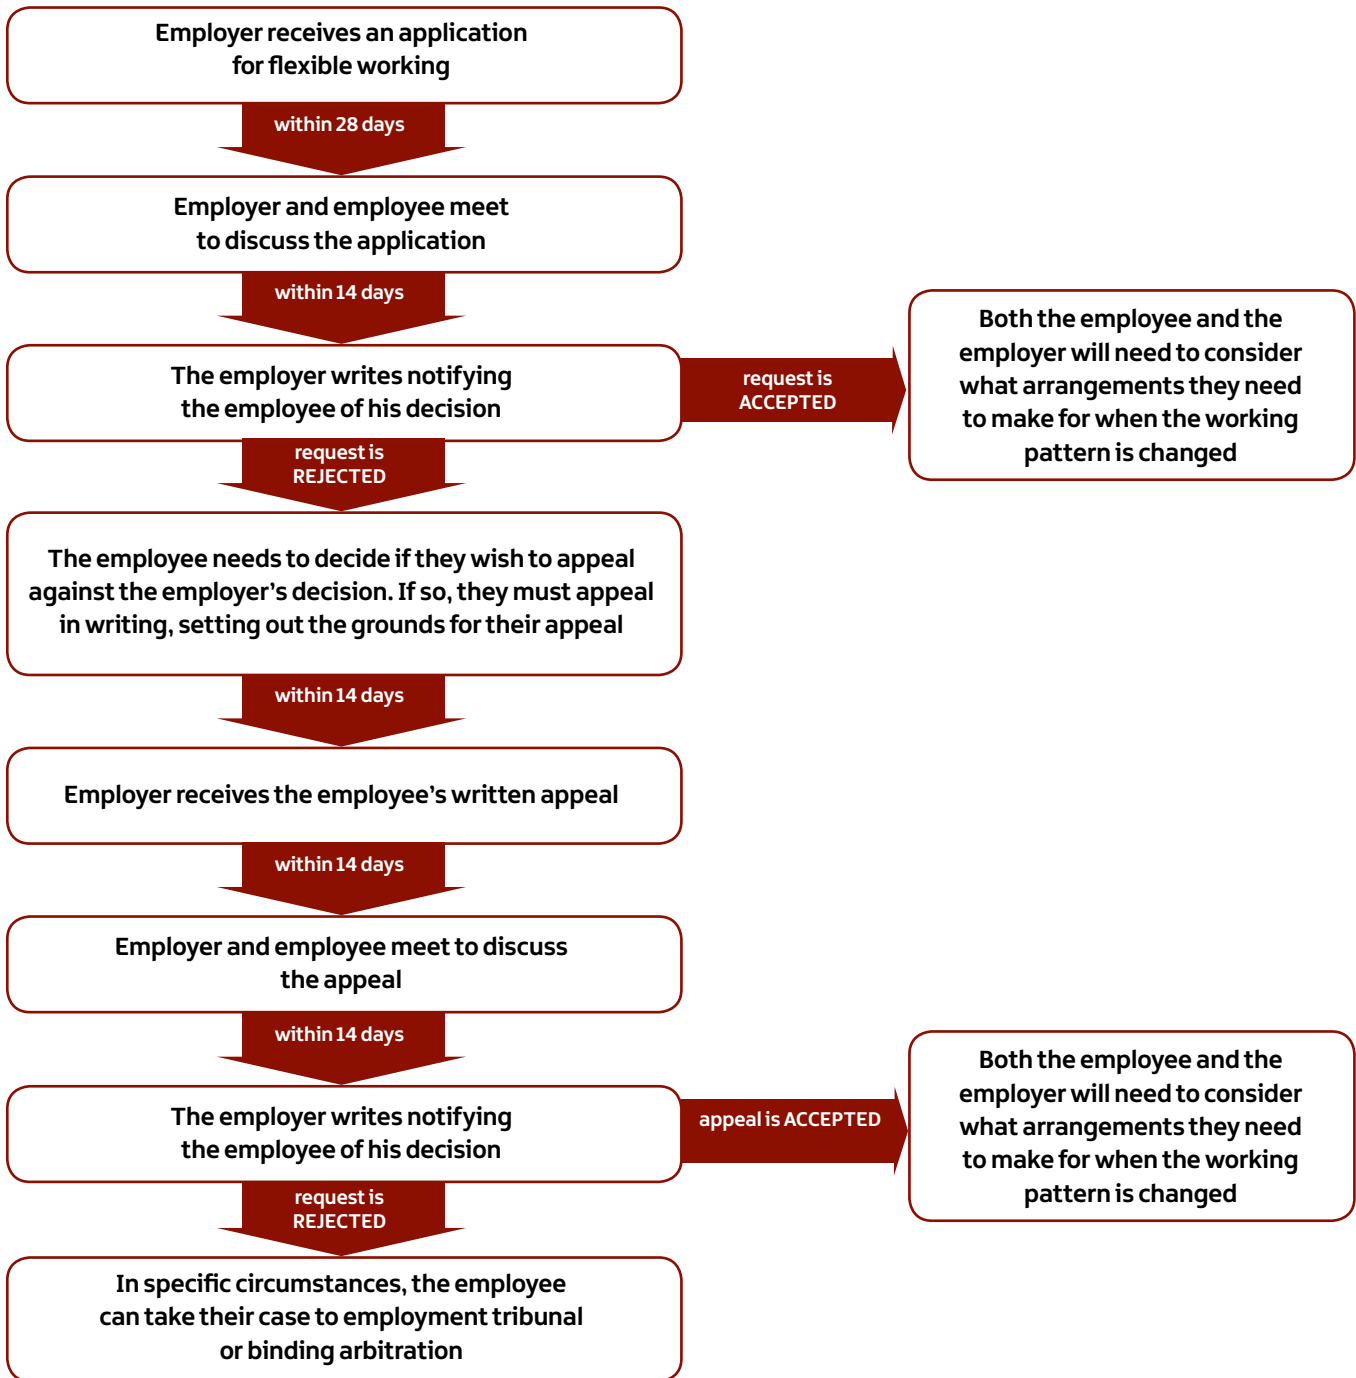 Employer receives an application
for flexible working
within 28 days
Employer and employee meet
to discuss the application
within 14 days
The employer writes notifying
the employee of his decision
request is
ACCEPTED
Both the employee and the
employer will need to consider
what arrangements they need
to make for when the working
pattern is changed
request is
REJECTED
The employee needs to decide if they wish to appeal
against the employer’s decision. If so, they must appeal
in writing, setting out the grounds for their appeal
within 14 days
Employer receives the employee’s written appeal
within 14 days
Employer and employee meet to discuss
the appeal
within 14 days
The employer writes notifying
the employee of his decision
appeal is ACCEPTED
Both the employee and the
employer will need to consider
what arrangements they need
to make for when the working
pattern is changed
request is
REJECTED
In specific circumstances, the employee
can take their case to employment tribunal
or binding arbitration